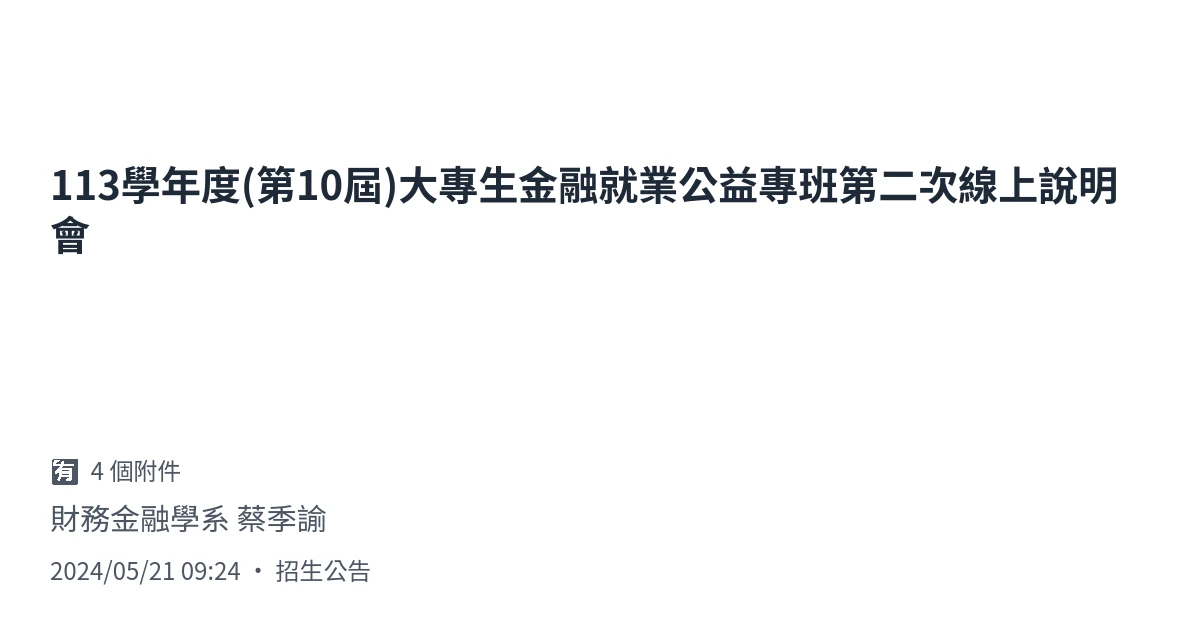 113學年度(第10屆)大專生金融就業公益專班第二次線上說明
會
🈶 4 個附件
財務金融學系 蔡季諭
2024/05/21 09:24 ・ 招生公告